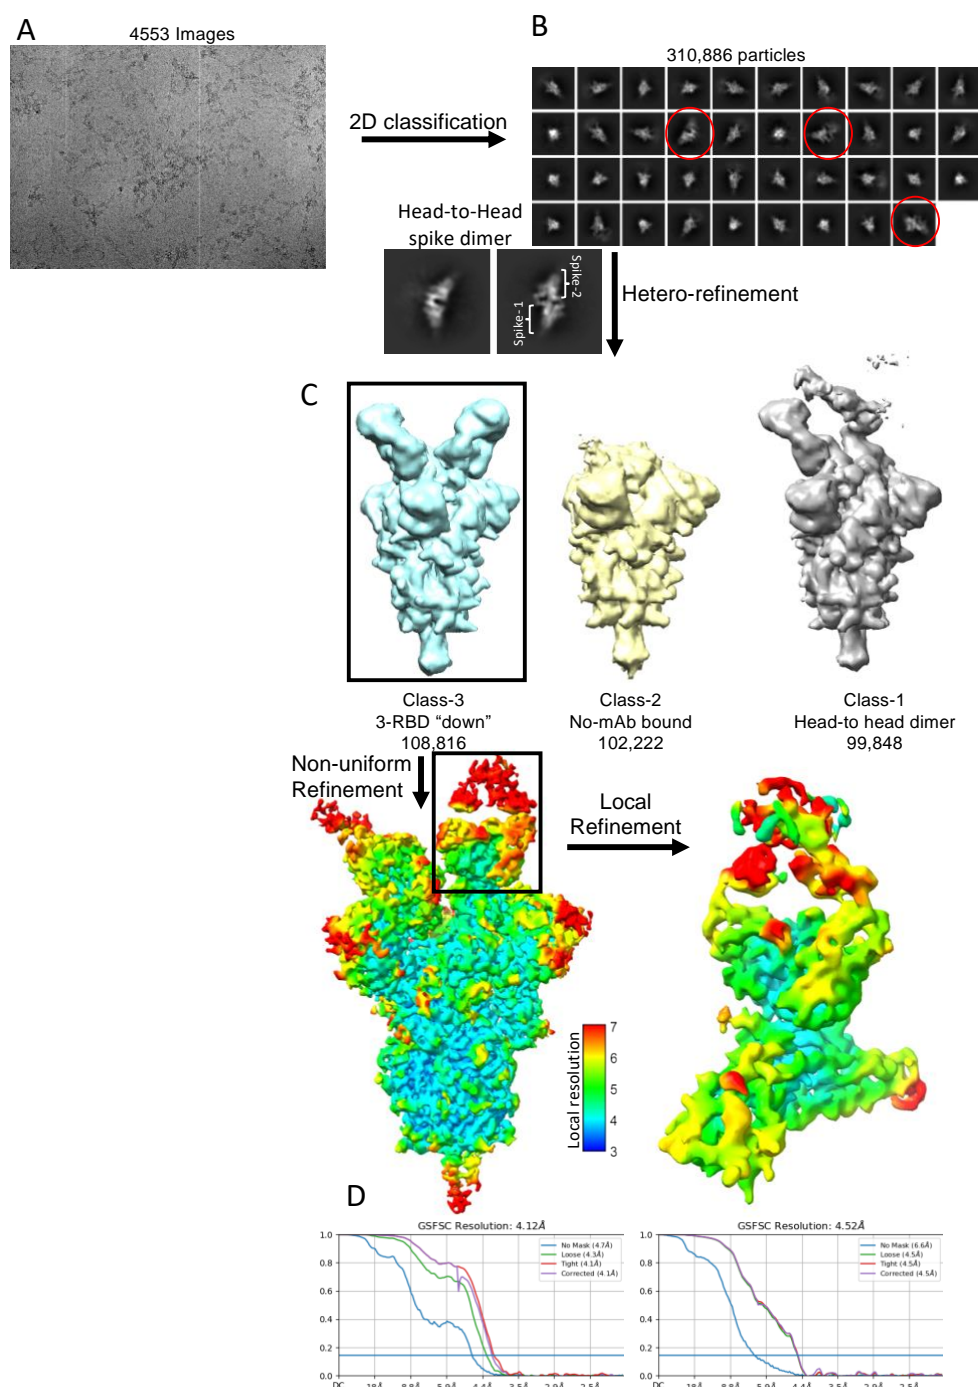 A
4553 Images
B
310,886 particles
2D classification
Head-to-Head
spike dimer
Spike-1
Spike-2
Hetero-refinement
C
Class-3
3-RBD “down”
108,816
Class-2
No-mAb bound
102,222
Class-1
Head-to head dimer
99,848
Non-uniform
Refinement
Local
Refinement
Local resolution
7
6
5
4
3
D
GSFSC Resolution: 4.12Å
1.0
0.8
0.6
0.4
0.2
0.0
No Mask (4.7Å)
Loose (4.3Å)
Tight (4.1Å)
Corrected (4.1Å)
GSFSC Resolution: 4.52Å
1.0
0.8
0.6
0.4
0.2
0.0
No Mask (6.6Å)
Loose (4.5Å)
Tight (4.5Å)
Corrected (4.5Å)